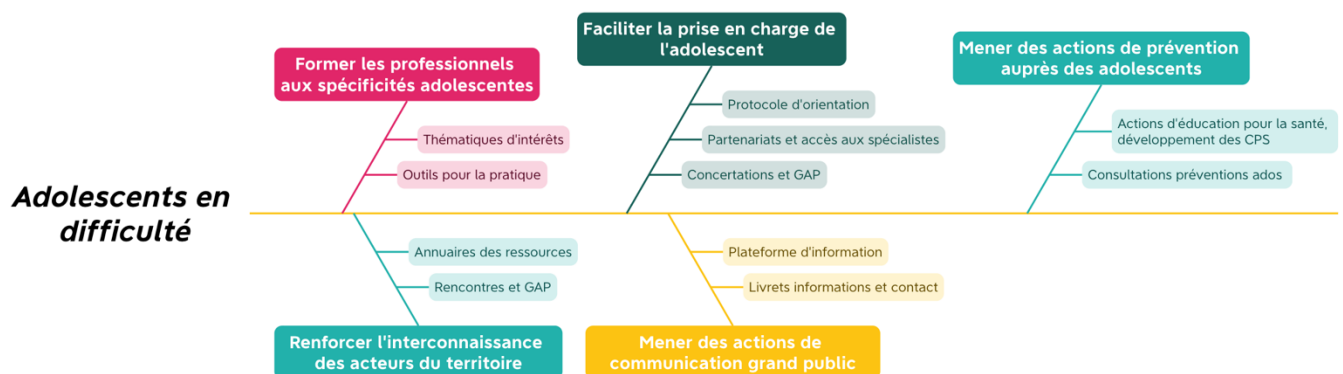 Former les professionnels
aux spécificités adolescentes
Thématiques d'intérêts
Outils pour la pratique
Faciliter la prise en charge de
l'adolescent
Protocole d'orientation
Partenariats et accès aux spécialistes
Concertations et GAP
Mener des actions de prévention
auprès des adolescents
Actions d'éducation pour la santé,
développement des CPS
Consultations préventions ados
Adolescents en
difficulté
Annuaires des ressources
Rencontres et GAP
Renforcer l'interconnaissance
des acteurs du territoire
Plateforme d'information
Livrets informations et contact
Mener des actions de
communication grand public